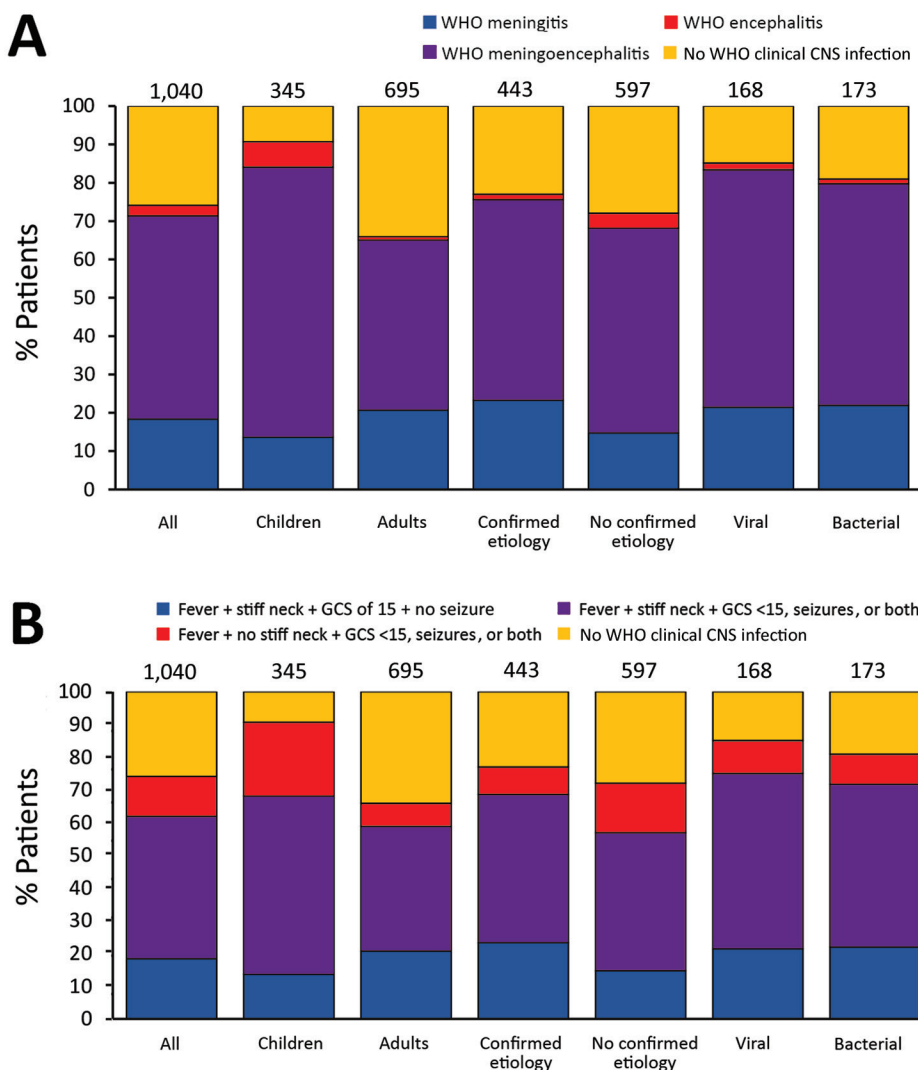 A
WHO meningitis WHO encephalitis
WHO meningoencephalitis No WHO clinical CNS infection
1,040 345 695 443 597 168 173
100
90
80
70
60
50
40
30
20
10
0
% Patients
All Children Adults Confirmed etiology No confirmed etiology Viral Bacterial
B
Fever + stiff neck + GCS of 15 + no seizure Fever + stiff neck + GCS <15, seizures, or both
Fever + no stiff neck + GCS <15, seizures, or both No WHO clinical CNS infection
1,040 345 695 443 597 168 173
100
90
80
70
60
50
40
30
20
10
0
% Patients
All Children Adults Confirmed etiology No confirmed etiology Viral Bacterial